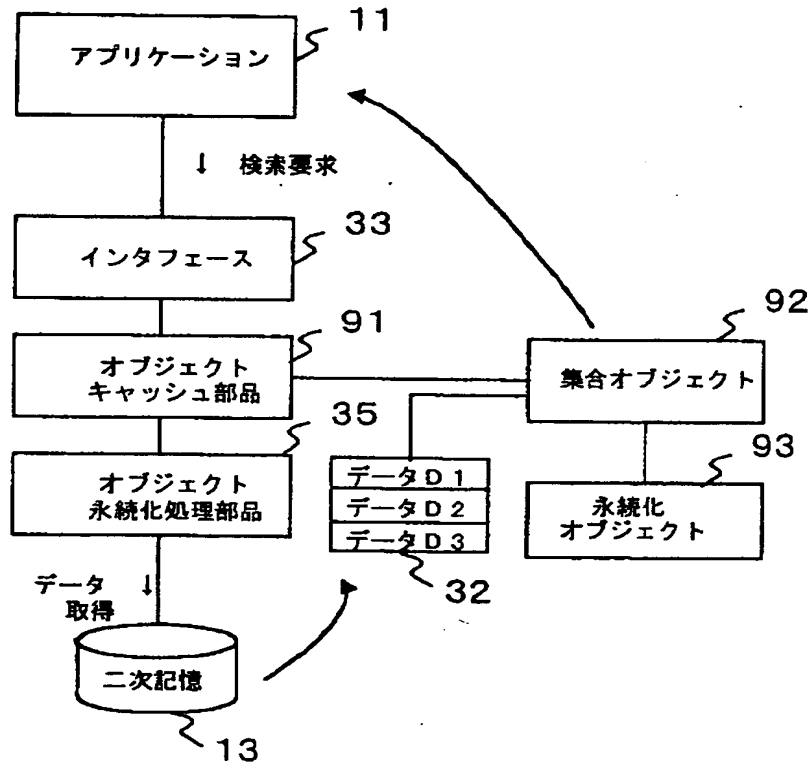 11
アプリケーション
↓ 検索要求
33
インタフェース
91
オブジェクト
キャッシュ部品
35
オブジェクト
永続化処理部品
データ ↓
取得
二次記憶
13
データD1
データD2
データD3
32
92
集合オブジェクト
93
永続化
オブジェクト